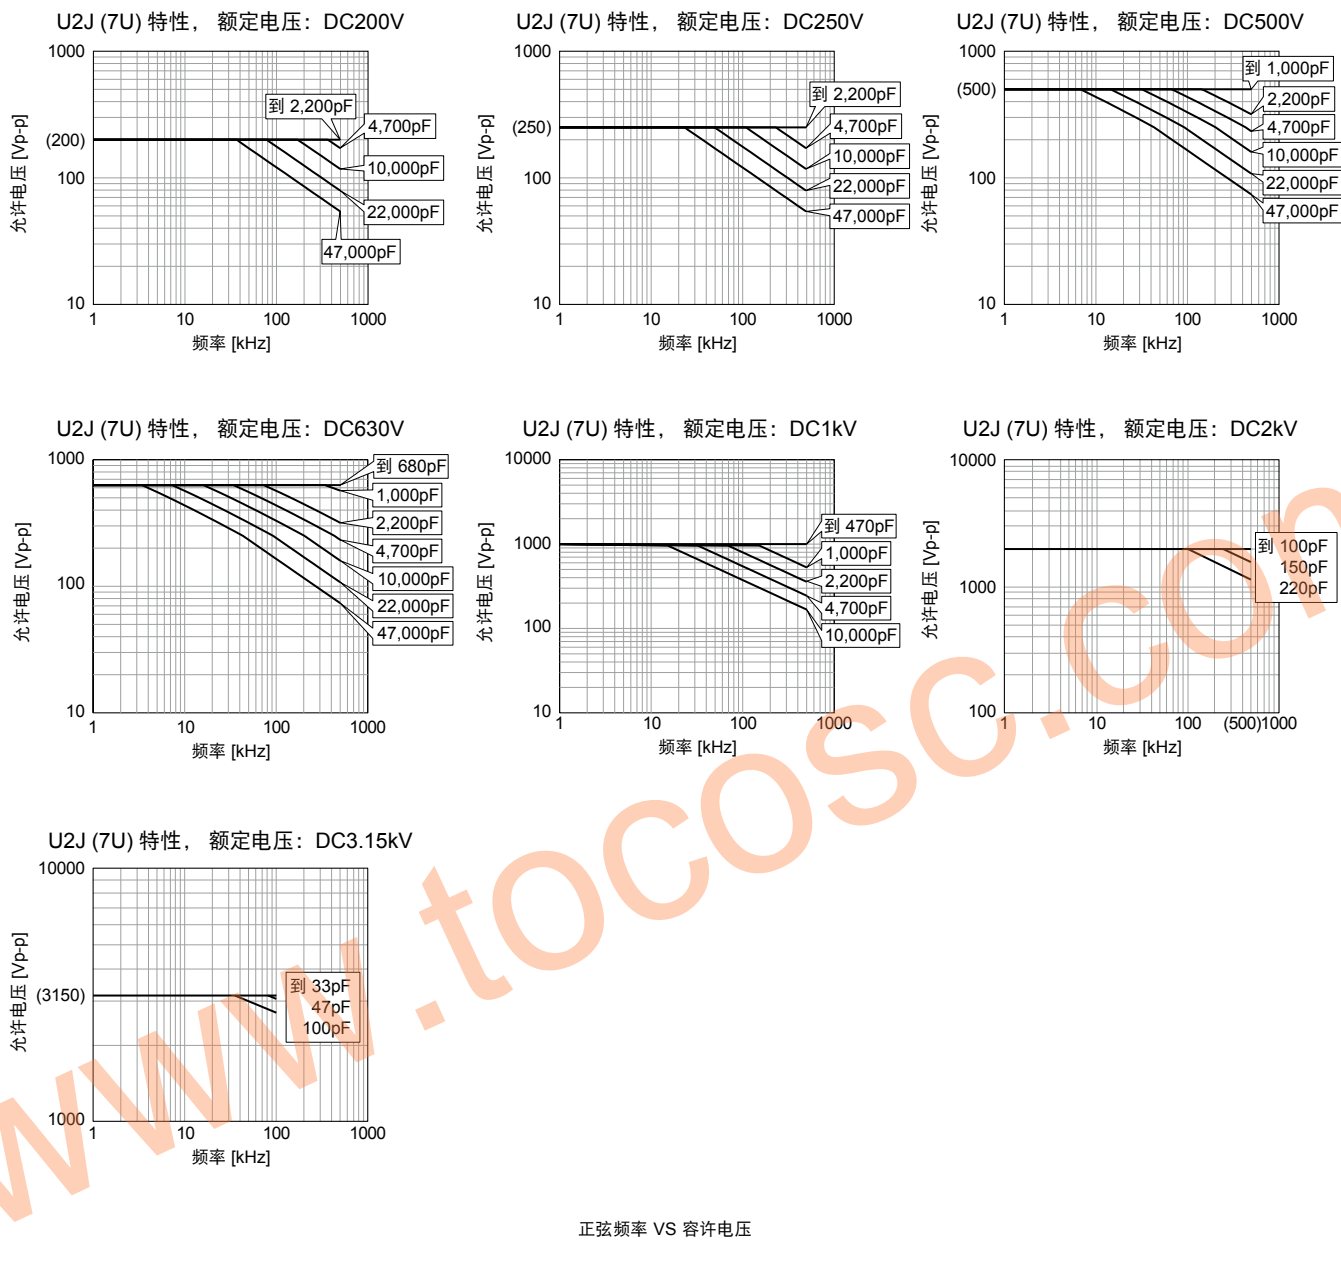 U2J (7U) 特性， 额定电压：DC200V
1000
(200)
100
10
允许电压 [Vp-p]
到 2,200pF
4,700pF
10,000pF
22,000pF
47,000pF
1 10 100 1000
频率 [kHz]
U2J (7U) 特性， 额定电压：DC250V
1000
(250)
100
10
允许电压 [Vp-p]
到 2,200pF
4,700pF
10,000pF
22,000pF
47,000pF
1 10 100 1000
频率 [kHz]
U2J (7U) 特性， 额定电压：DC500V
1000
(500)
100
10
允许电压 [Vp-p]
到 1,000pF
2,200pF
4,700pF
10,000pF
22,000pF
47,000pF
1 10 100 1000
频率 [kHz]
U2J (7U) 特性， 额定电压：DC630V
1000
100
10
允许电压 [Vp-p]
到 680pF
1,000pF
2,200pF
4,700pF
10,000pF
22,000pF
47,000pF
1 10 100 1000
频率 [kHz]
U2J (7U) 特性， 额定电压：DC1kV
10000
1000
100
10
允许电压 [Vp-p]
到 470pF
1,000pF
2,200pF
4,700pF
10,000pF
1 10 100 1000
频率 [kHz]
U2J (7U) 特性， 额定电压：DC2kV
10000
1000
100
允许电压 [Vp-p]
到 100pF
150pF
220pF
1 10 100 (500)1000
频率 [kHz]
U2J (7U) 特性， 额定电压：DC3.15kV
10000
(3150)
1000
允许电压 [Vp-p]
到 33pF
47pF
100pF
1 10 100 1000
频率 [kHz]
正弦频率 VS 容许电压
www.tocosc.com